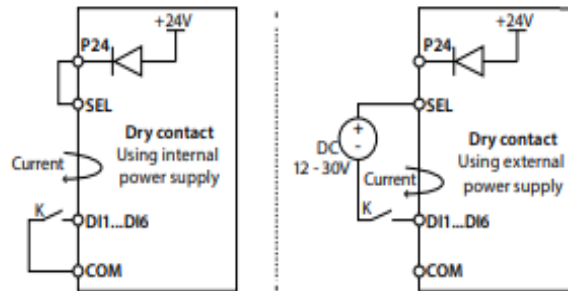 +24V
P24
SEL
Dry contact
Using internal
power supply
Current
K
DI1...DI6
COM
+24V
P24
SEL
+
-
DC
12 - 30V
Dry contact
Using external
power supply
Current
K
DI1...DI6
COM